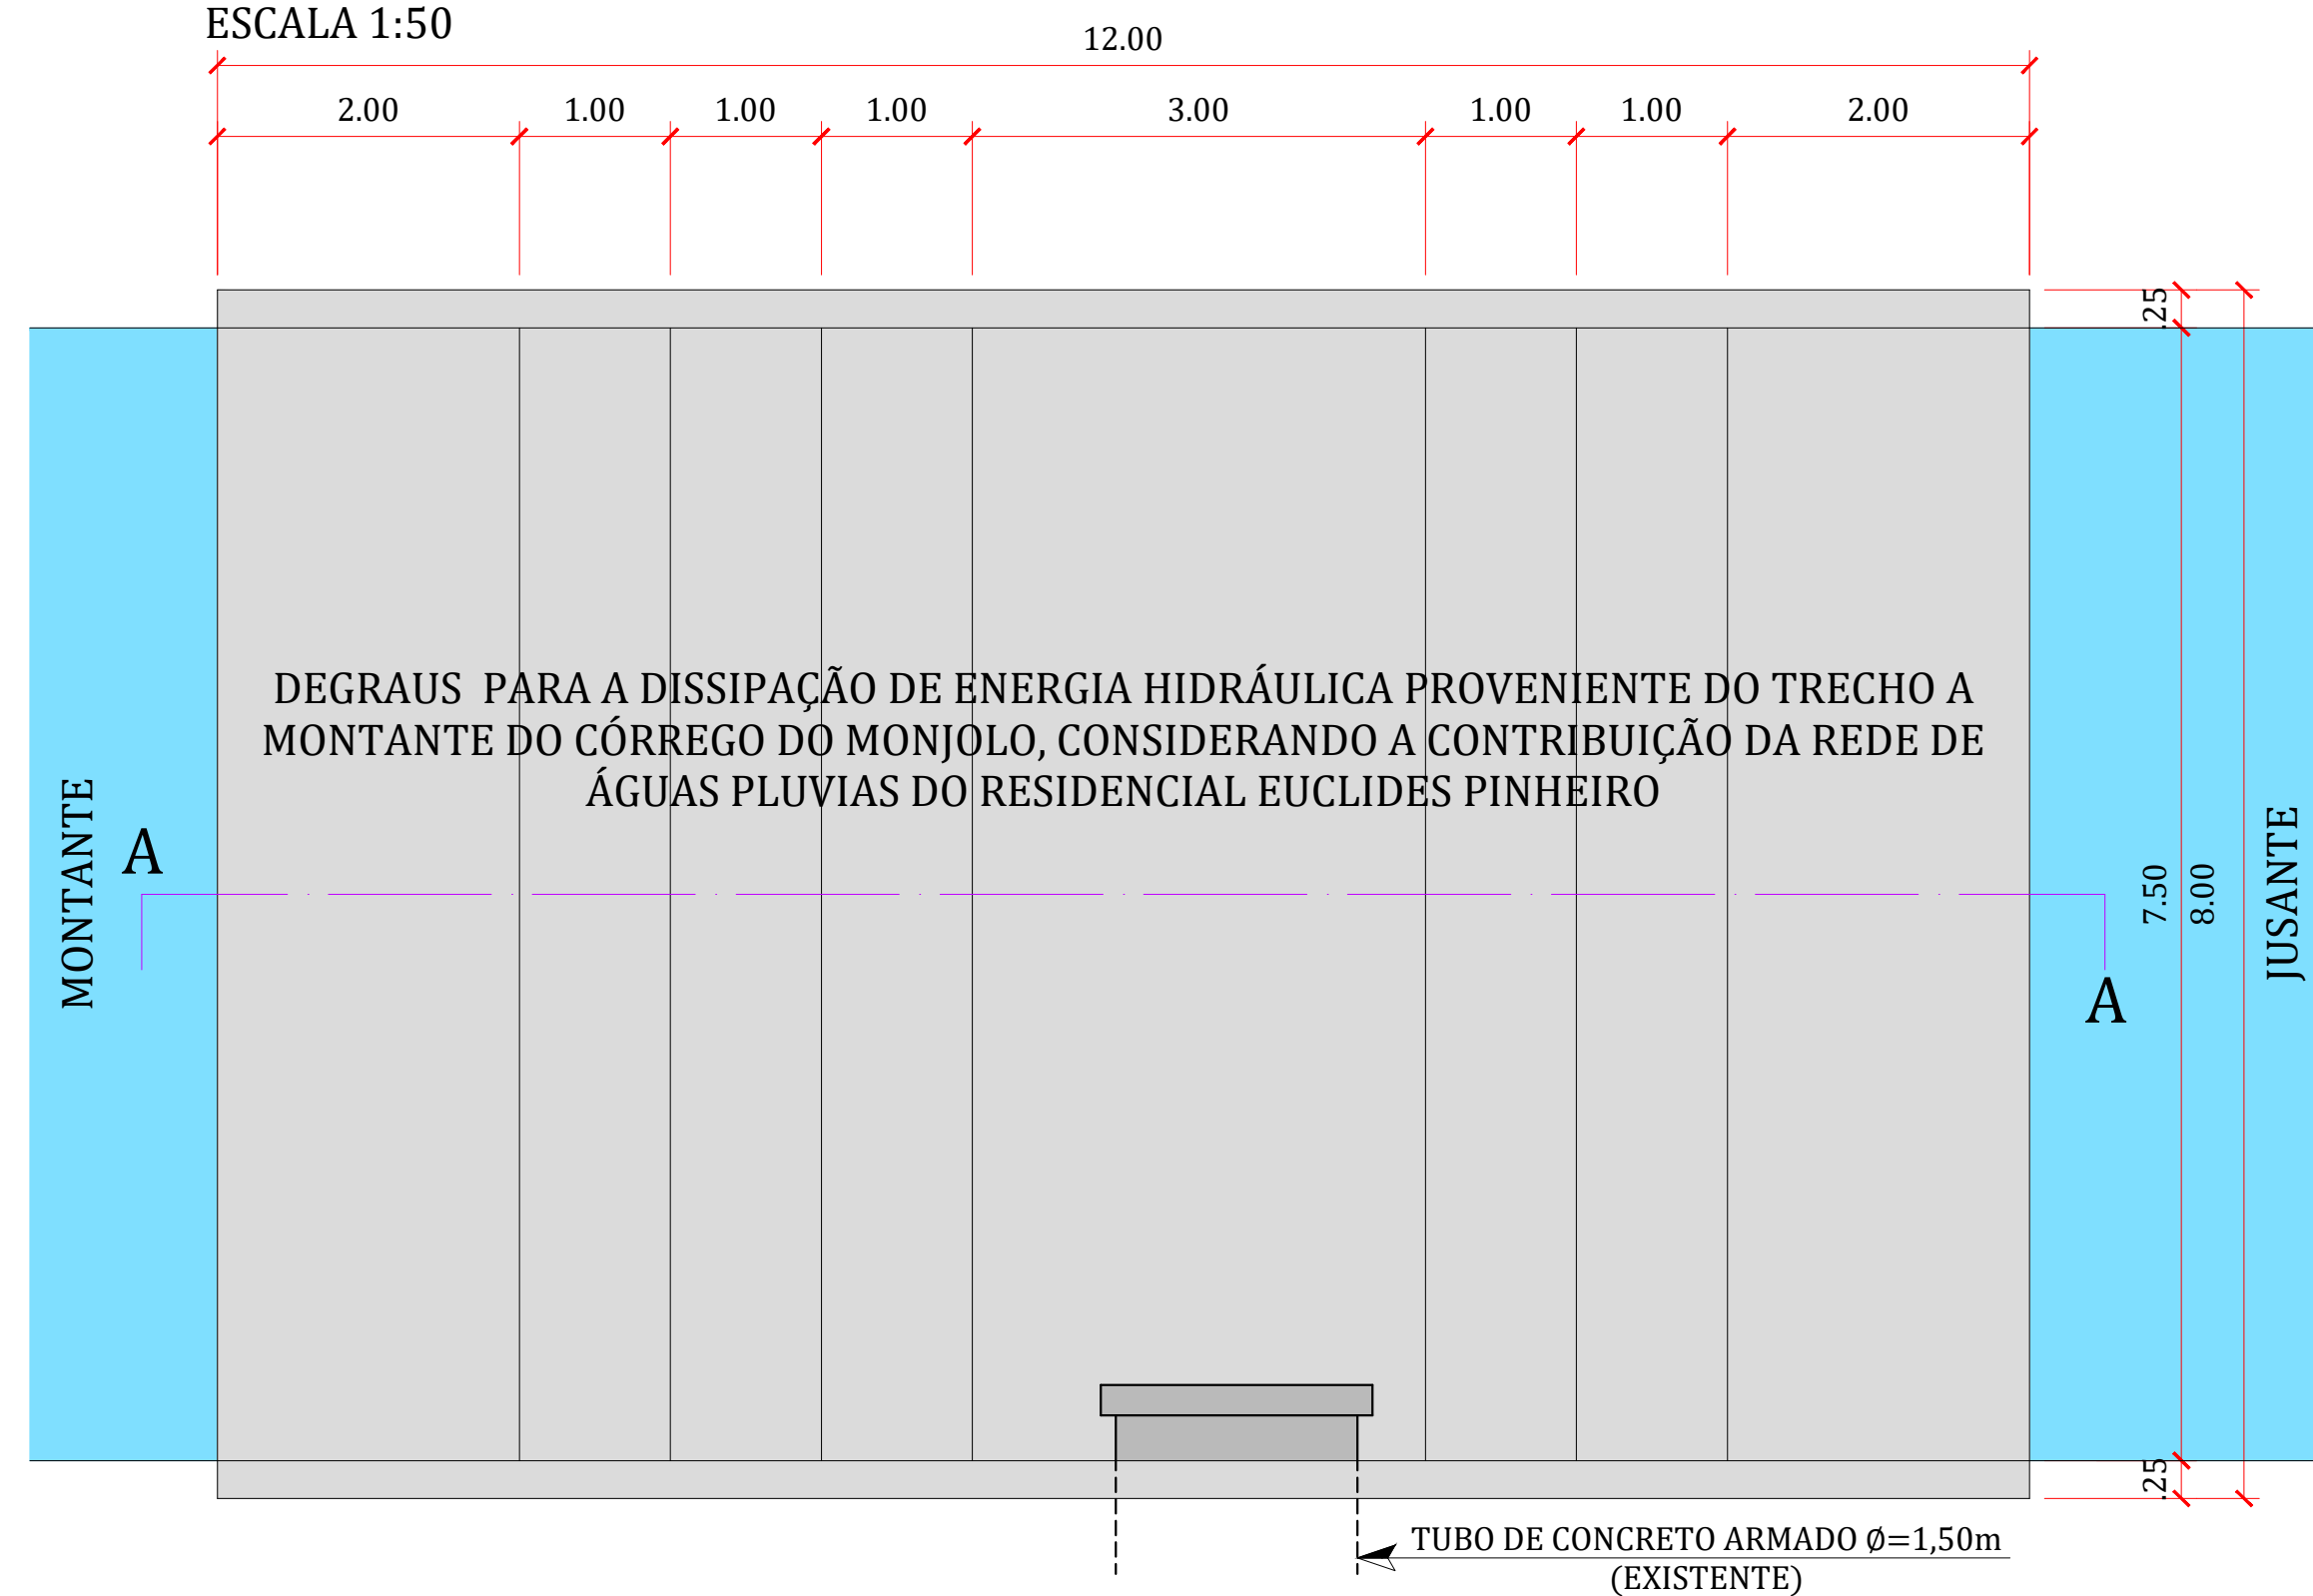 ESCALA 1:50
12.00
2.00 1.00 1.00 1.00 3.00 1.00 1.00 2.00
.25
DEGRAUS PARA A DISSIPAÇÃO DE ENERGIA HIDRÁULICA PROVENIENTE DO TRECHO A
MONTANTE DO CÓRREGO DO MONJOLO, CONSIDERANDO A CONTRIBUIÇÃO DA REDE DE
ÁGUAS PLUVIAS DO RESIDENCIAL EUCLIDES PINHEIRO
MONTANTE
A
7.50
8.00
JUSANTE
A
.25
TUBO DE CONCRETO ARMADO Ø=1,50m
(EXISTENTE)